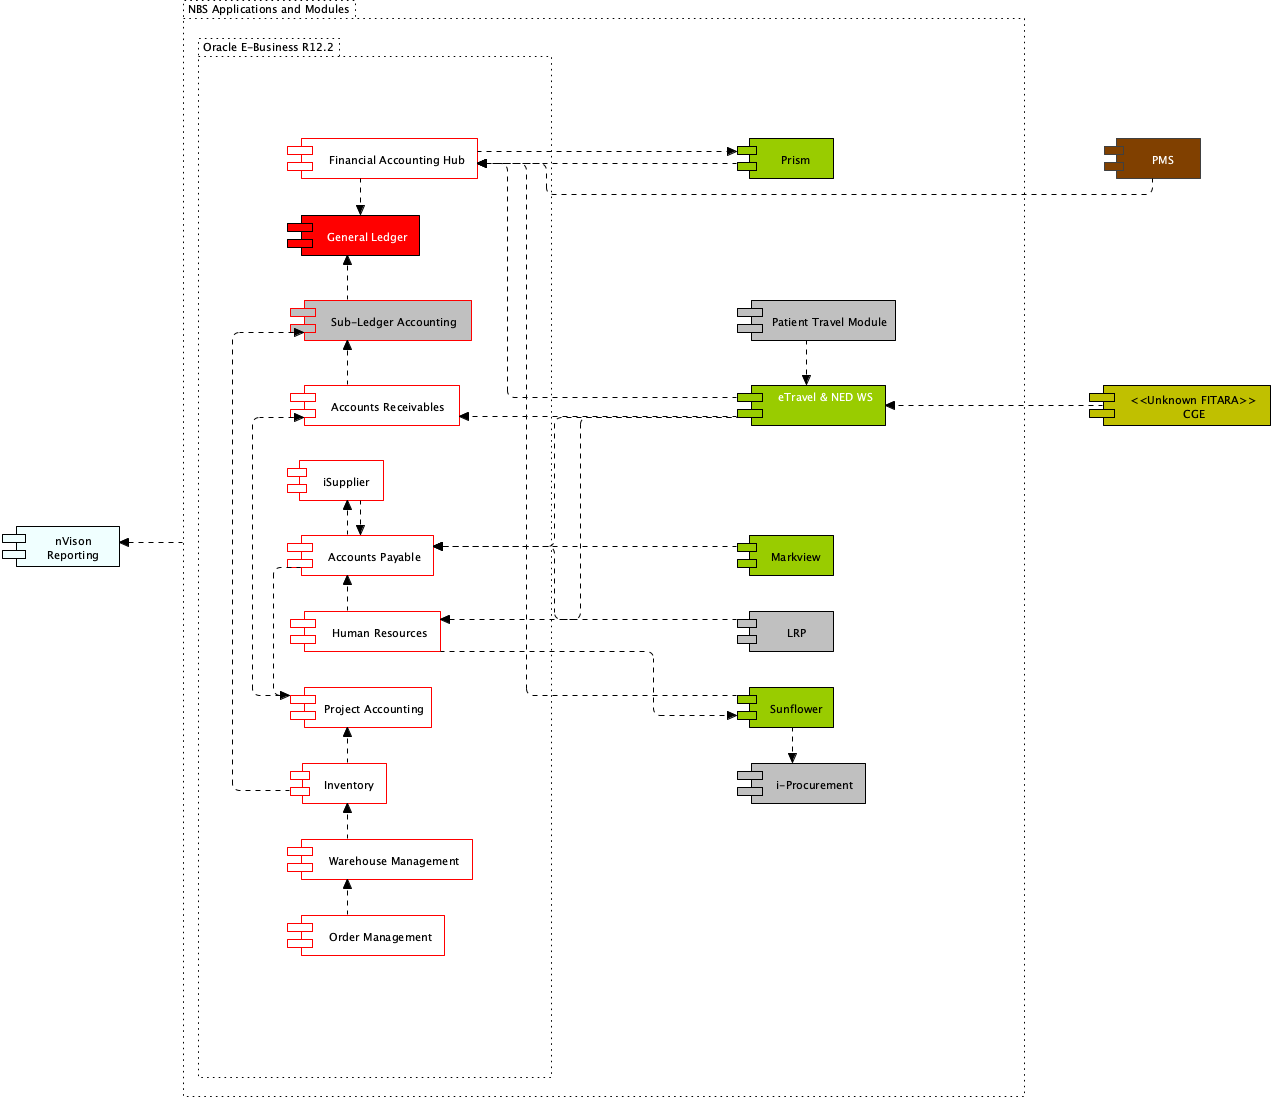 NBS Applications and Modules
Oracle E-Business R12.2
Financial Accounting Hub
Prism
PMS
General Ledger
Sub-Ledger Accounting
Patient Travel Module
Accounts Receivables
eTravel & NED WS
<<Unknown FITARA>>
CGE
iSupplier
nVison
Reporting
Accounts Payable
Markview
Human Resources
LRP
Project Accounting
Sunflower
Inventory
i-Procurement
Warehouse Management
Order Management